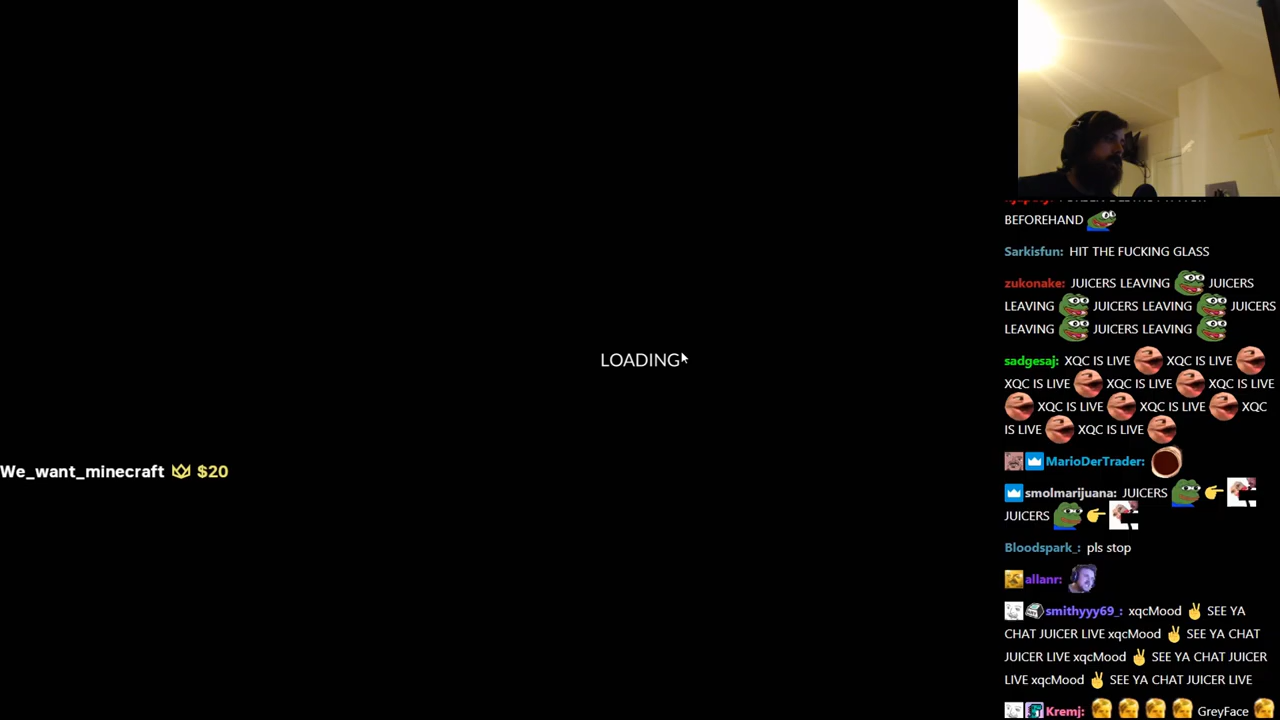 LOADING
We_want_minecraft $20
BEFOREHAND
Sarkisfun: HIT THE FUCKING GLASS
zukonake: JUICERS LEAVING JUICERS
LEAVING JUICERS LEAVING JUICERS
LEAVING JUICERS LEAVING
sadgesaj: XQC IS LIVE XQC IS LIVE
XQC IS LIVE XQC IS LIVE XQC IS LIVE
XQC IS LIVE XQC IS LIVE XQC
IS LIVE XQC IS LIVE
MarioDerTrader:
smolmarijuana: JUICERS
JUICERS
Bloodspark_: pls stop
allanr:
smithyyy69_: xqcMood SEE YA
CHAT JUICER LIVE xqcMood SEE YA CHAT
JUICER LIVE xqcMood SEE YA CHAT JUICER
LIVE xqcMood SEE YA CHAT JUICER LIVE
Kremj: GreyFace